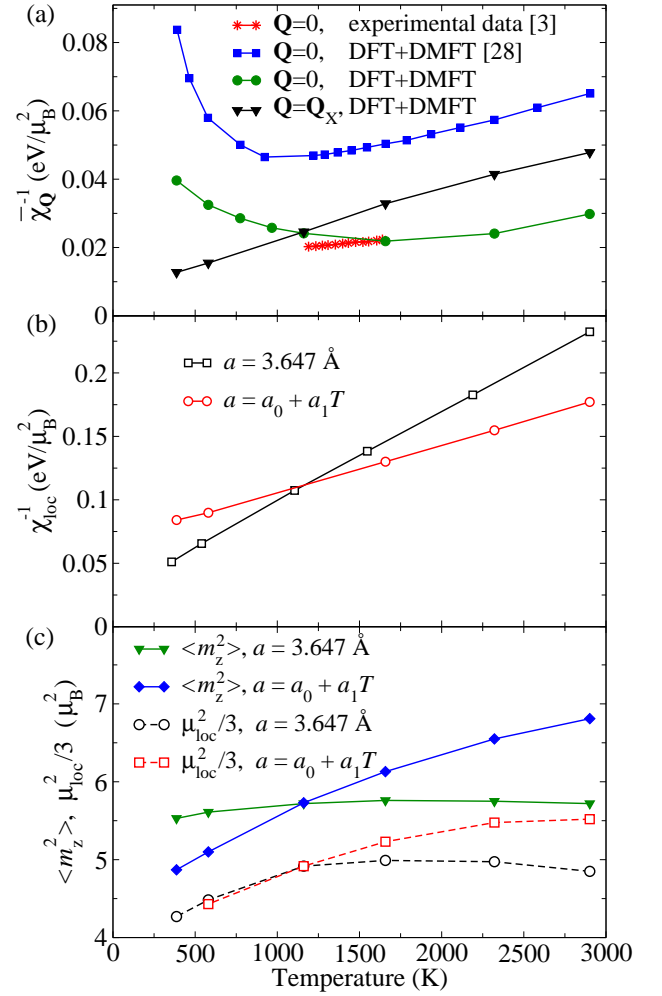 (a)
Q=0, experimental data [3]
Q=0, DFT+DMFT [28]
Q=0, DFT+DMFT
Q=Q_X, DFT+DMFT
χ̄_Q^-1 (eV/μ_B^2)
0.08
0.06
0.04
0.02
0
(b)
a = 3.647 Å
a = a_0 + a_1T
χ_loc^-1 (eV/μ_B^2)
0.2
0.15
0.1
0.05
0
(c)
<m_z^2>, a = 3.647 Å
<m_z^2>, a = a_0 + a_1T
μ_loc^2/3, a = 3.647 Å
μ_loc^2/3, a = a_0 + a_1T
<m_z^2>, μ_loc^2/3 (μ_B^2)
7
6
5
4
0 500 1000 1500 2000 2500 3000
Temperature (K)